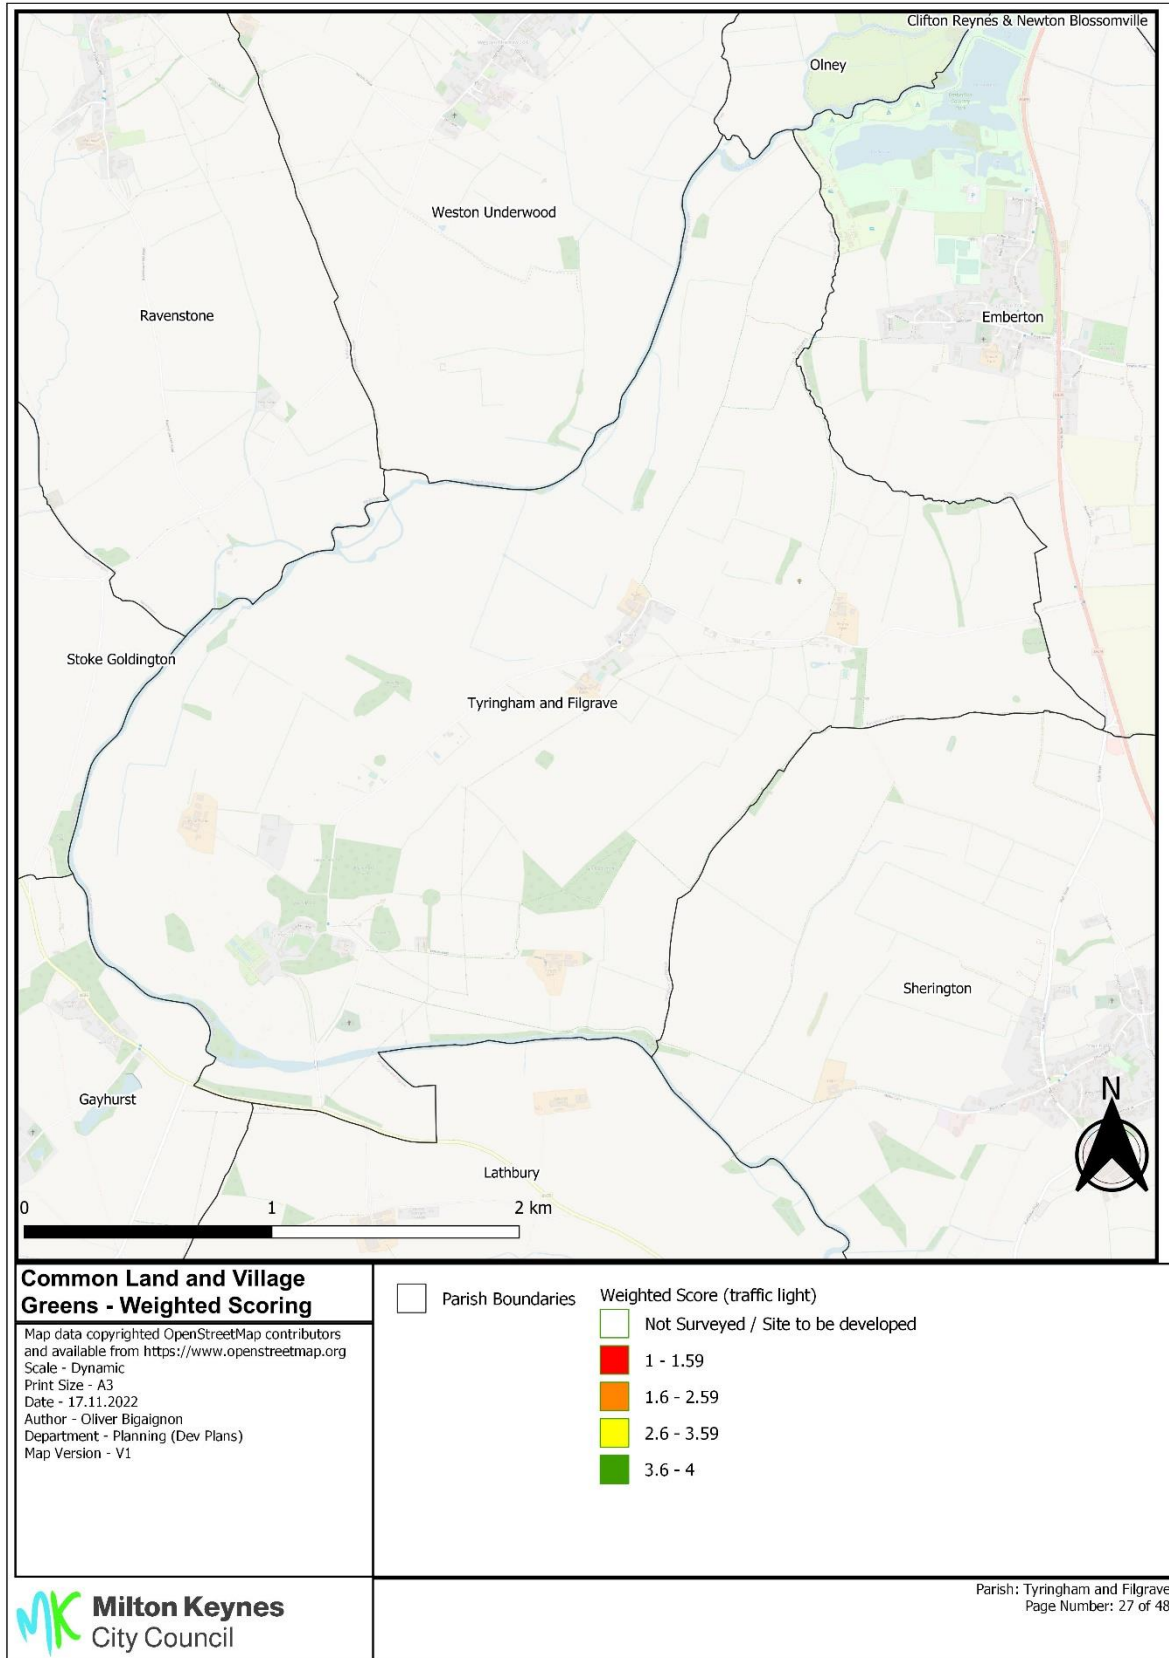 Clifton Reynes & Newton Blossomville
Olney
Weston Underwood
Ravenstone
Emberton
Stoke Goldington
Tyringham and Filgrave
Sherington
Gayhurst
Lathbury
N
0 1 2 km
Common Land and Village
Greens - Weighted Scoring
Map data copyrighted OpenStreetMap contributors
and available from https://www.openstreetmap.org
Scale - Dynamic
Print Size - A3
Date - 17.11.2022
Author - Oliver Bigaignon
Department - Planning (Dev Plans)
Map Version - V1
Parish Boundaries
Weighted Score (traffic light)
Not Surveyed / Site to be developed
1 - 1.59
1.6 - 2.59
2.6 - 3.59
3.6 - 4
MK Milton Keynes
City Council
Parish: Tyringham and Filgrave
Page Number: 27 of 48